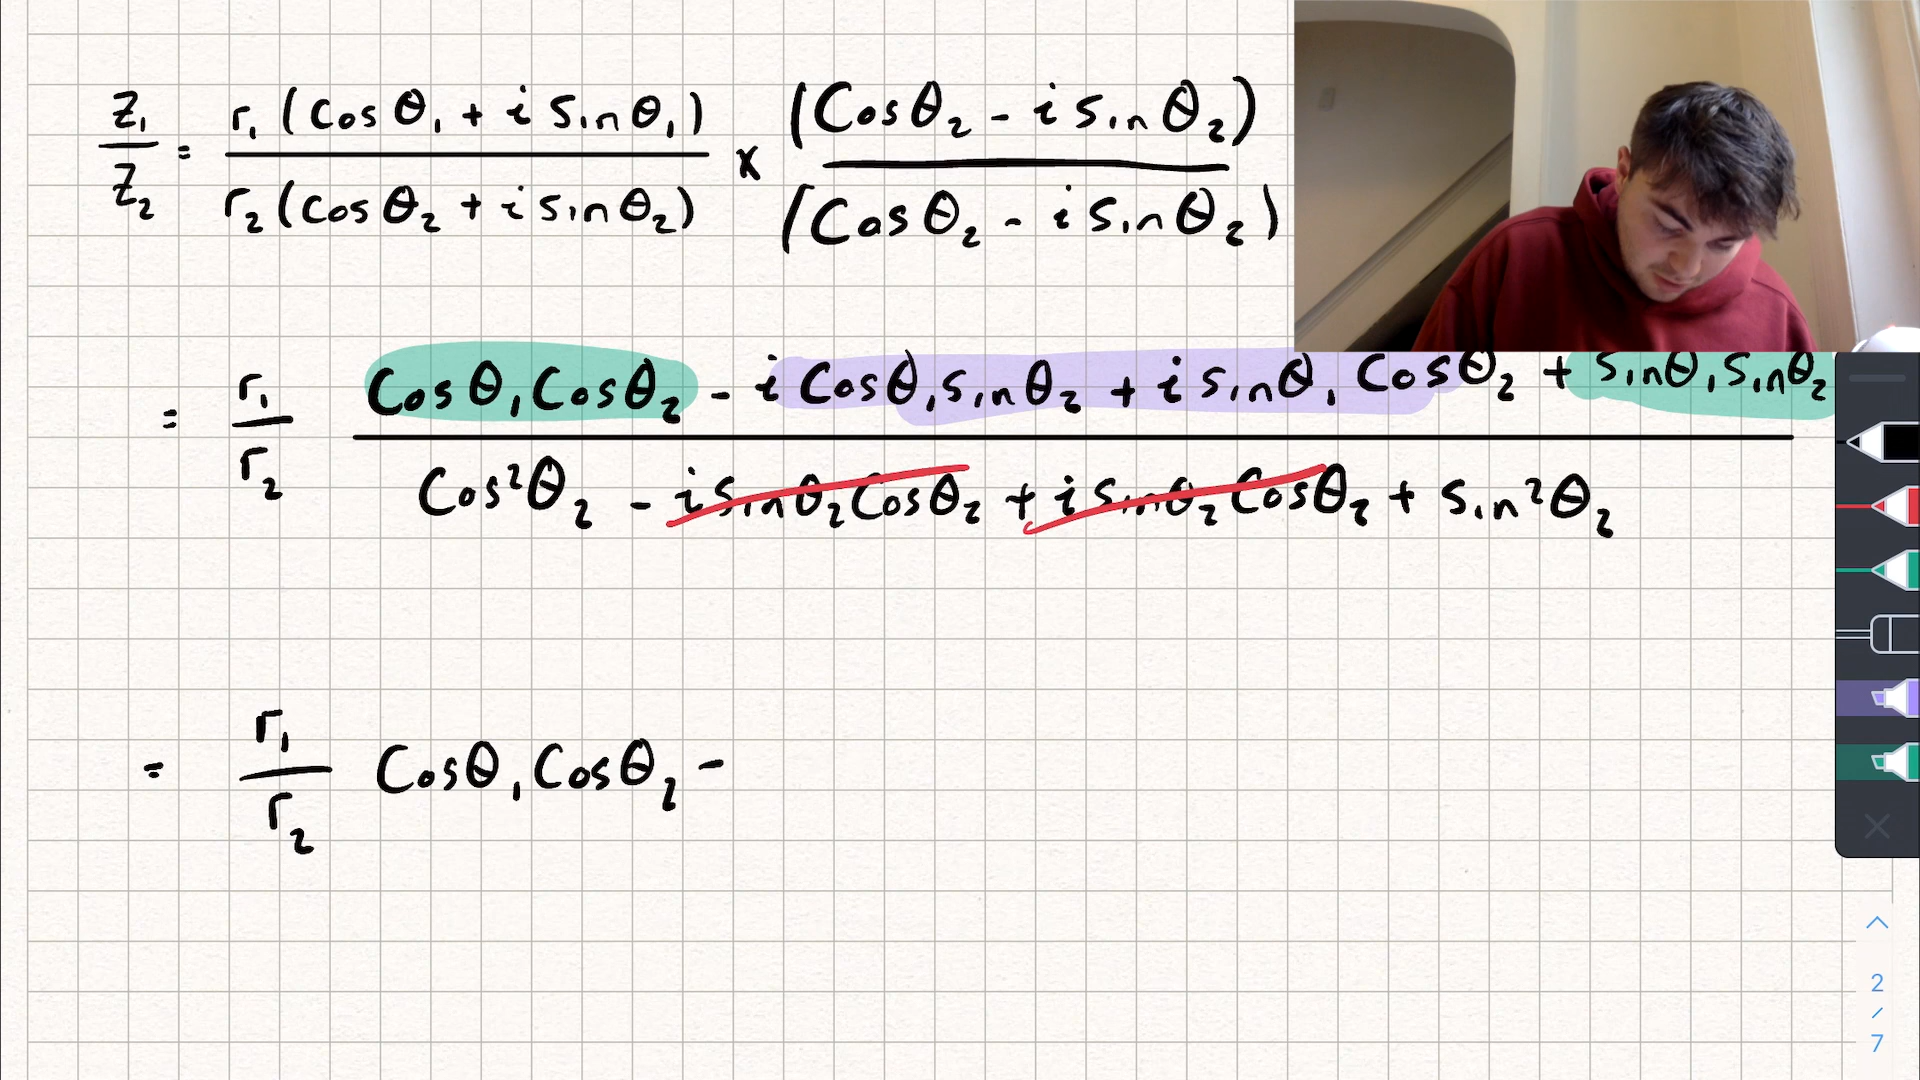 z₁/z₂ = r₁(cosθ₁ + i sinθ₁)/r₂(cosθ₂ + i sinθ₂) x (cosθ₂ - i sinθ₂)/(cosθ₂ - i sinθ₂)
= r₁/r₂ cosθ₁cosθ₂ - i cosθ₁sinθ₂ + i sinθ₁cosθ₂ + sinθ₁sinθ₂/cos²θ₂ - i sinθ₂cosθ₂ + i sinθ₂cosθ₂ + sin²θ₂
= r₁/r₂ cosθ₁cosθ₂ -
2
/
7